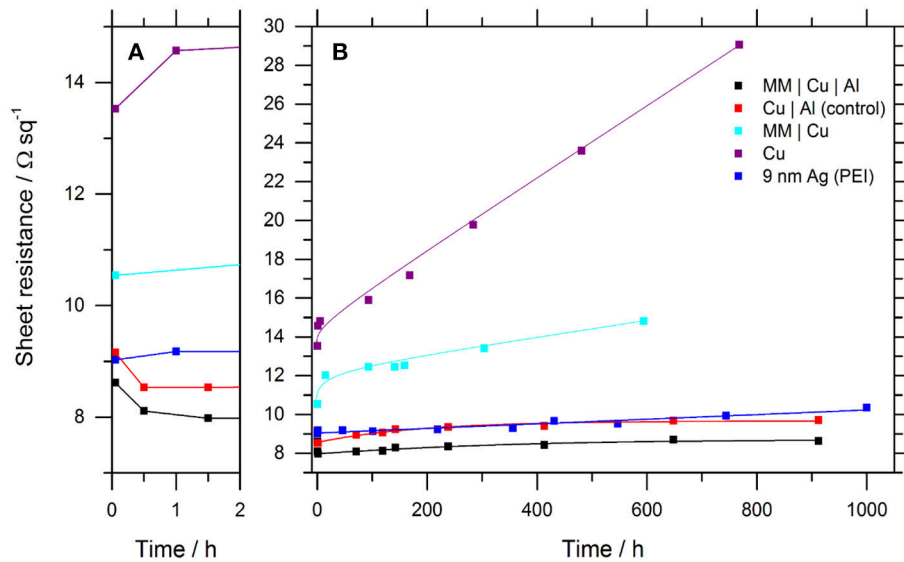 A
B
Sheet resistance / Ω sq⁻¹
14
12
10
8
0
1
2
Time / h
30
28
26
24
22
20
18
16
14
12
10
8
0
200
400
600
800
1000
Time / h
MM | Cu | Al
Cu | Al (control)
MM | Cu
Cu
9 nm Ag (PEI)